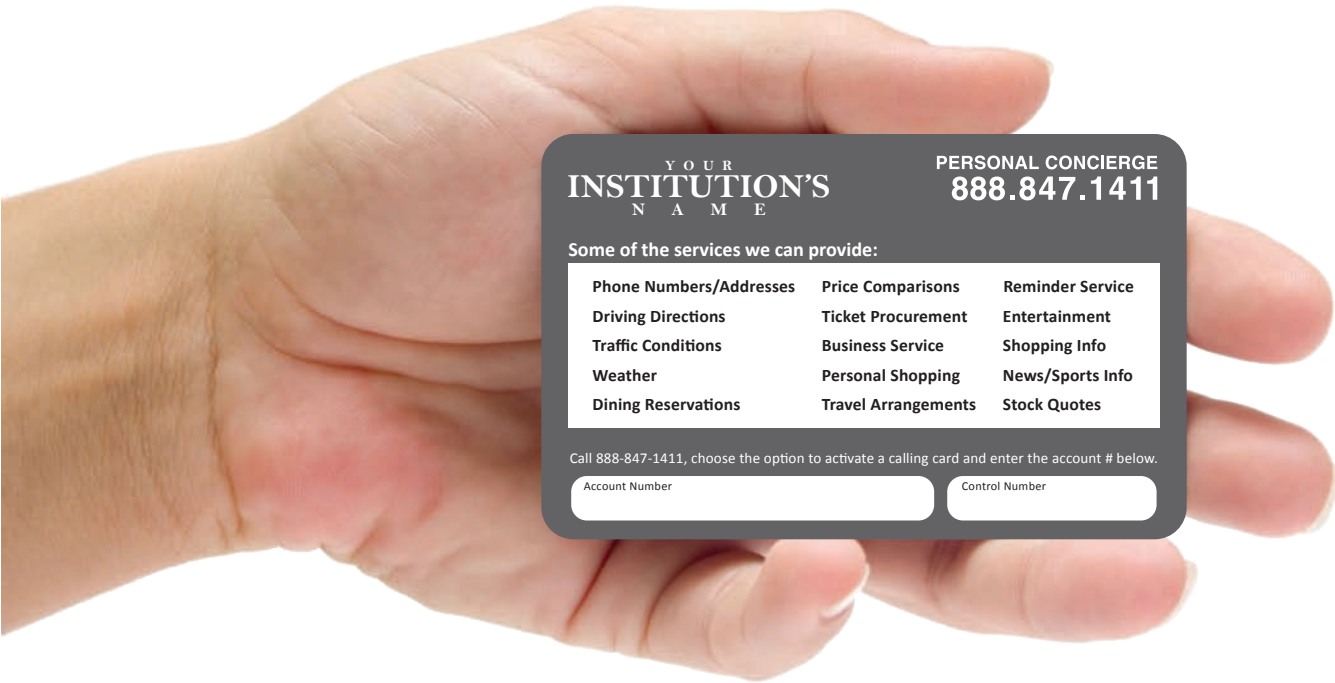 YOUR
INSTITUTION'S
NAME
PERSONAL CONCIERGE
888.847.1411
Some of the services we can provide:
Phone Numbers/Addresses
Driving Directions
Traffic Conditions
Weather
Dining Reservations
Price Comparisons
Ticket Procurement
Business Service
Personal Shopping
Travel Arrangements
Reminder Service
Entertainment
Shopping Info
News/Sports Info
Stock Quotes
Call 888-847-1411, choose the option to activate a calling card and enter the account # below.
Account Number
Control Number